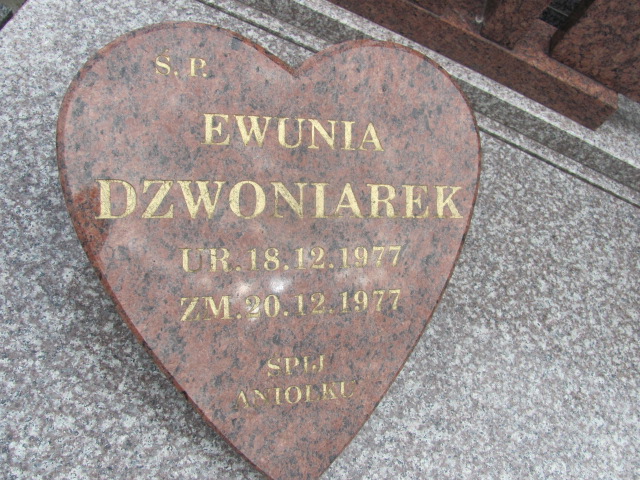 Ś. P.
EWUNIA
DZWONIAREK
UR.18.12.1977
ZM.20.12.1977
ŚPIJ
ANIOŁKU